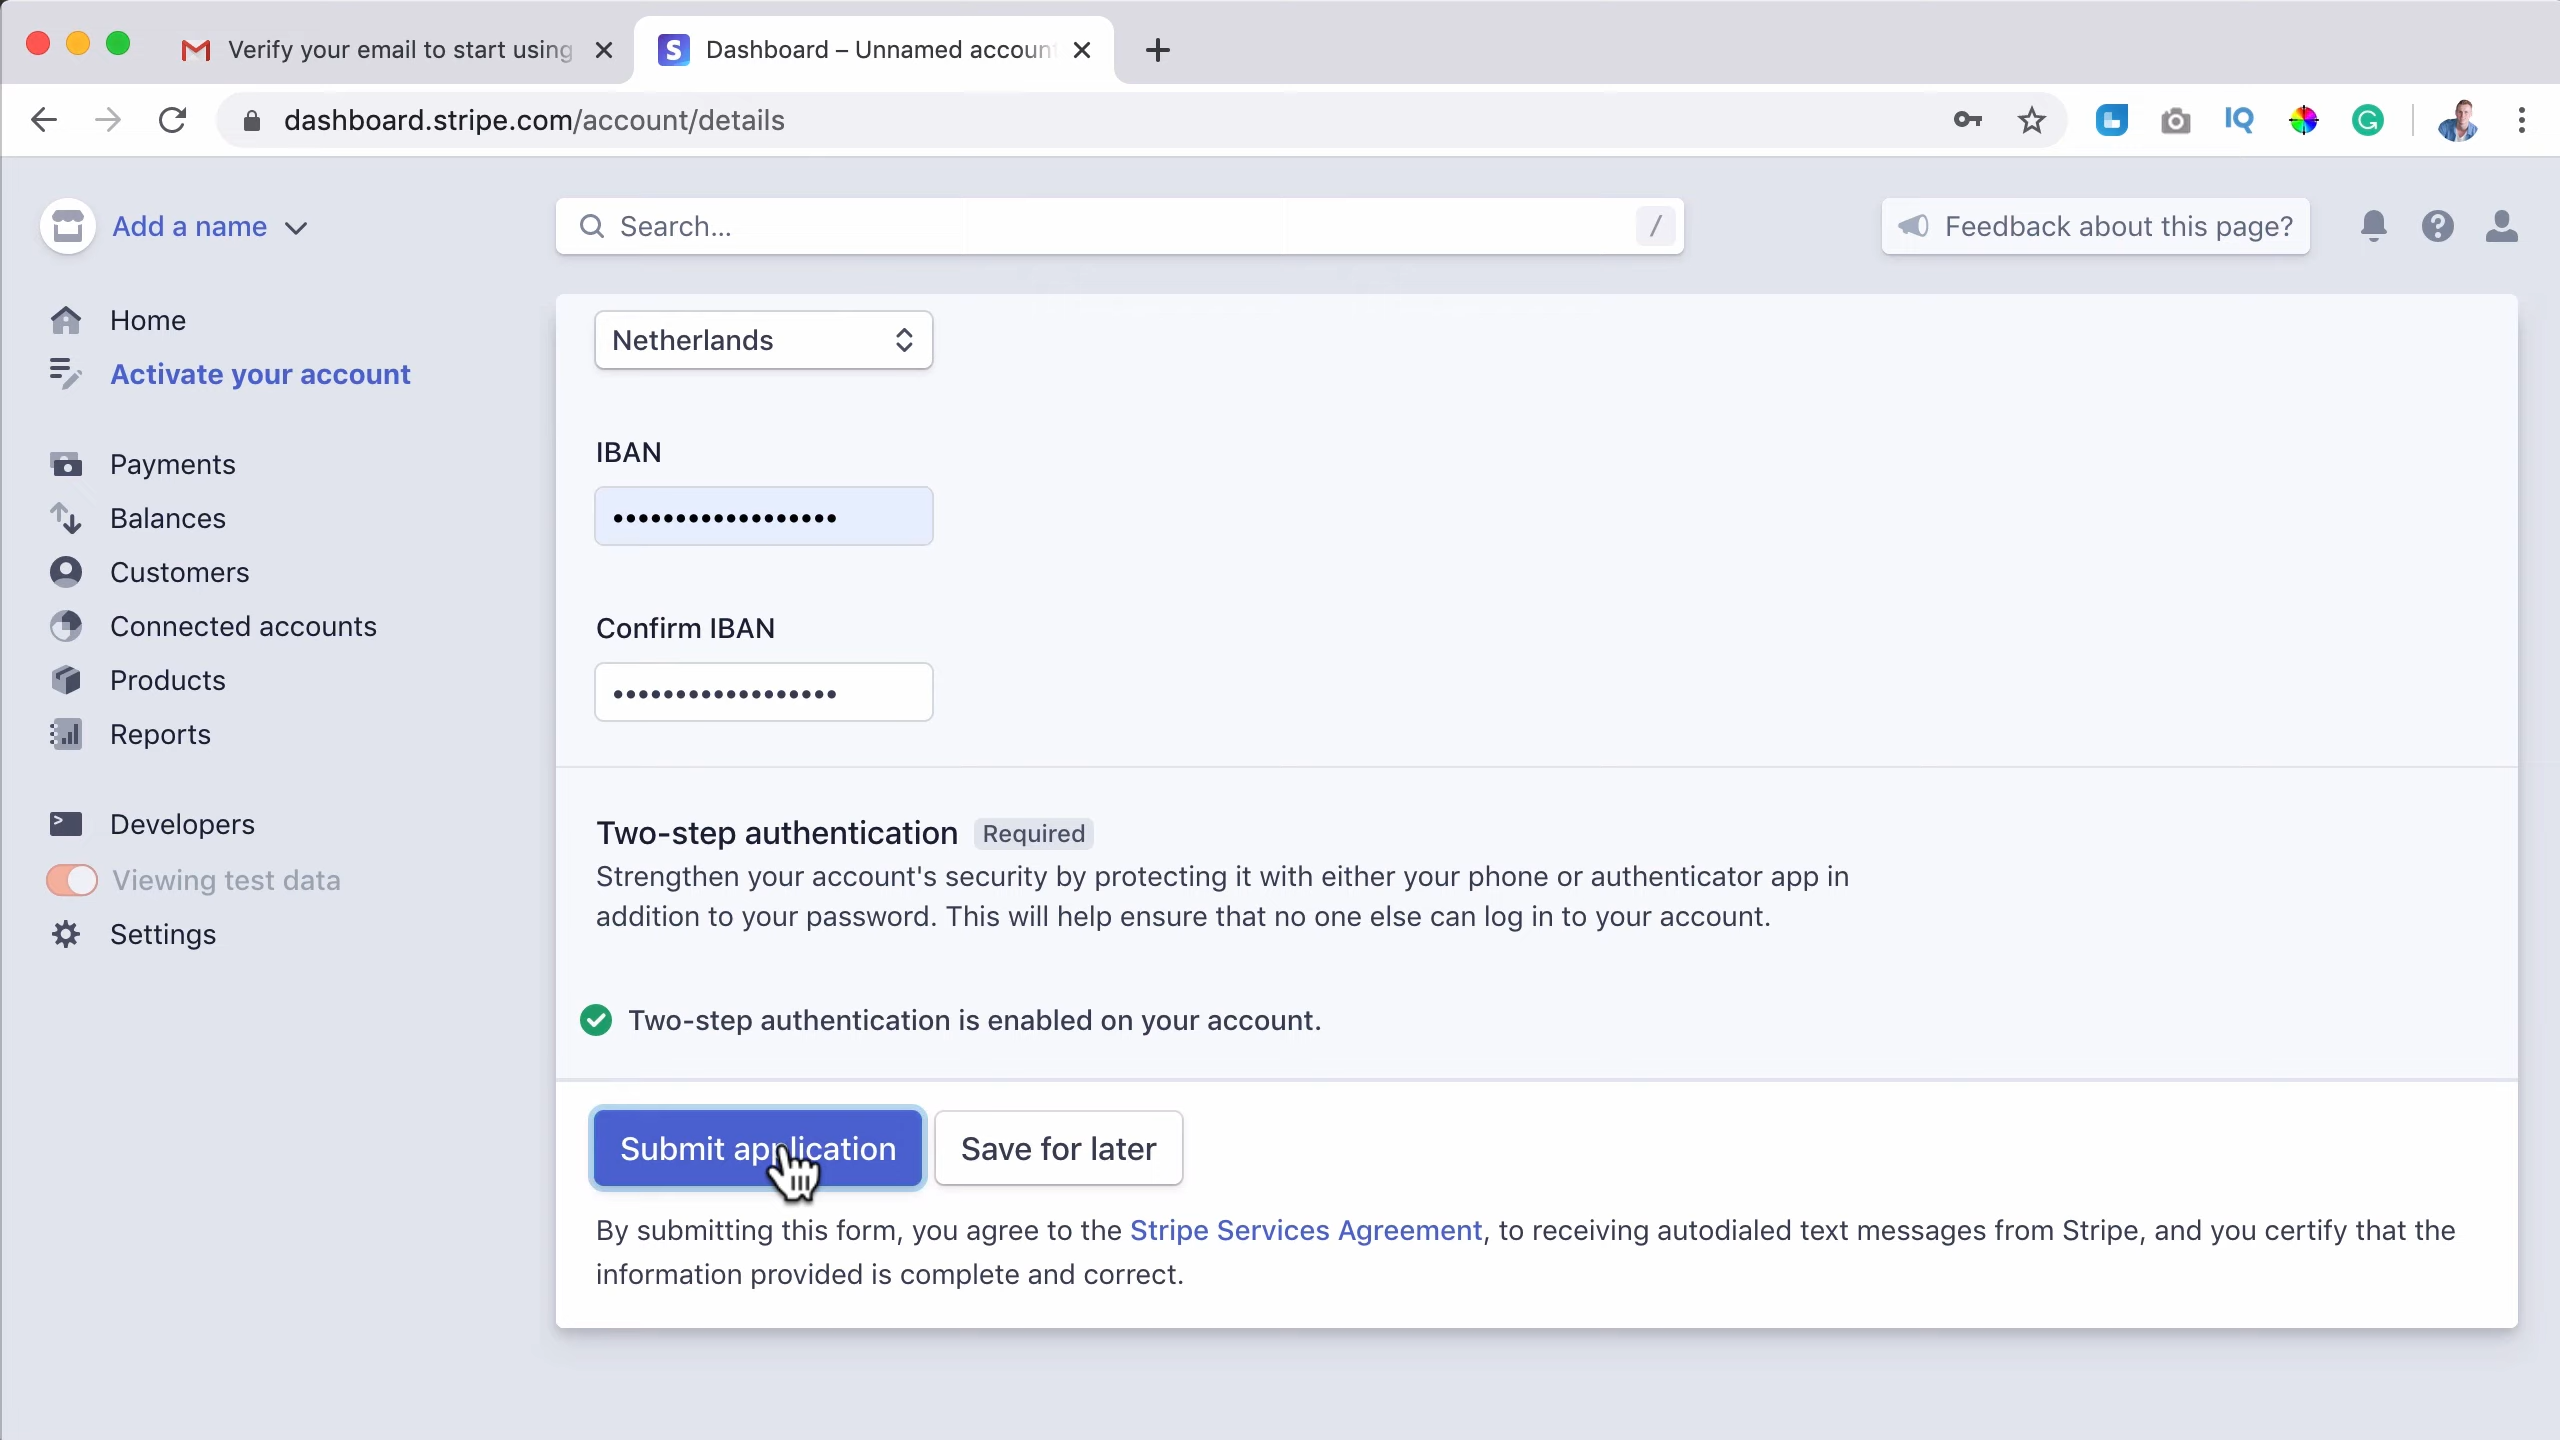 Verify your email to start using
Dashboard – Unnamed accoun
dashboard.stripe.com/account/details
IQ
Add a name
Search...
/
Feedback about this page?
Home
Activate your account
Payments
Balances
Customers
Connected accounts
Products
Reports
Developers
Viewing test data
Settings
Netherlands
IBAN
••••••••••••••••••
Confirm IBAN
••••••••••••••••••
Two-step authentication Required
Strengthen your account's security by protecting it with either your phone or authenticator app in
addition to your password. This will help ensure that no one else can log in to your account.
Two-step authentication is enabled on your account.
Submit application
Save for later
By submitting this form, you agree to the Stripe Services Agreement, to receiving autodialed text messages from Stripe, and you certify that the
information provided is complete and correct.